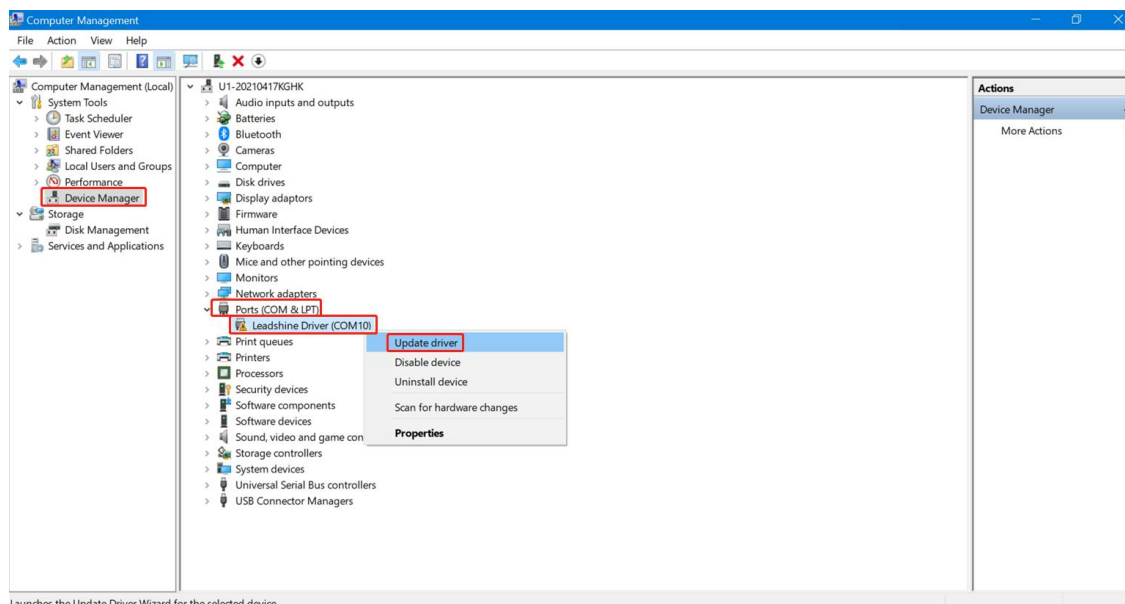 Computer Management
File Action View Help
Computer Management (Local)
System Tools
Task Scheduler
Event Viewer
Shared Folders
Local Users and Groups
Performance
Device Manager
Storage
Disk Management
Services and Applications
U1-20210417KGHK
Audio inputs and outputs
Batteries
Bluetooth
Cameras
Computer
Disk drives
Display adaptors
Firmware
Human Interface Devices
Keyboards
Mice and other pointing devices
Monitors
Network adapters
Ports (COM & LPT)
Leadshine Driver (COM10)
Print queues
Printers
Processors
Security devices
Software components
Software devices
Sound, video and game con
Storage controllers
System devices
Universal Serial Bus controllers
USB Connector Managers
Update driver
Disable device
Uninstall device
Scan for hardware changes
Properties
Actions
Device Manager
More Actions
Launches the Update Driver Wizard for the selected device.